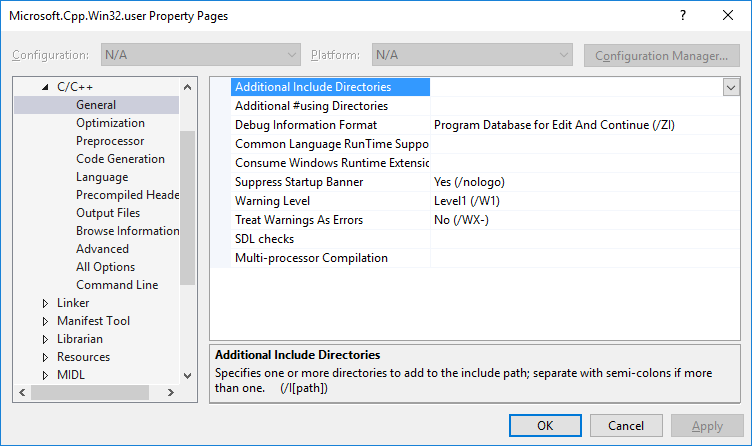 Microsoft.Cpp.Win32.user Property Pages
?
Configuration: N/A Platform: N/A Configuration Manager...
C/C++
General
Optimization
Preprocessor
Code Generation
Language
Precompiled Heade
Output Files
Browse Information
Advanced
All Options
Command Line
Linker
Manifest Tool
Librarian
Resources
MIDL
Additional Include Directories
Additional #using Directories
Debug Information Format Program Database for Edit And Continue (/ZI)
Common Language RunTime Suppo
Consume Windows Runtime Extensio
Suppress Startup Banner Yes (/nologo)
Warning Level Level1 (/W1)
Treat Warnings As Errors No (/WX-)
SDL checks
Multi-processor Compilation
Additional Include Directories
Specifies one or more directories to add to the include path; separate with semi-colons if more
than one. (/I[path])
OK Cancel Apply